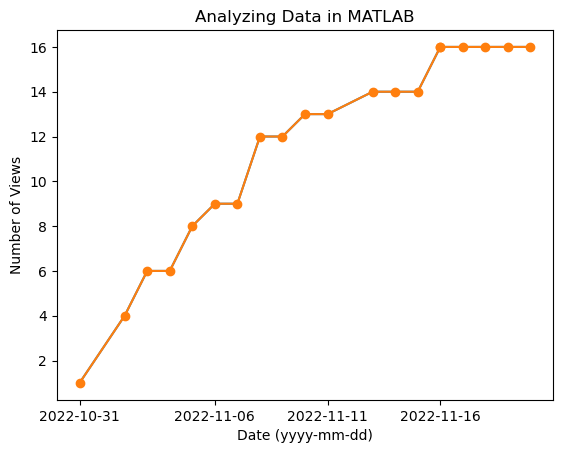 Analyzing Data in MATLAB
16
14
12
10
8
6
4
2
Number of Views
2022-10-31 2022-11-06 2022-11-11 2022-11-16
Date (yyyy-mm-dd)